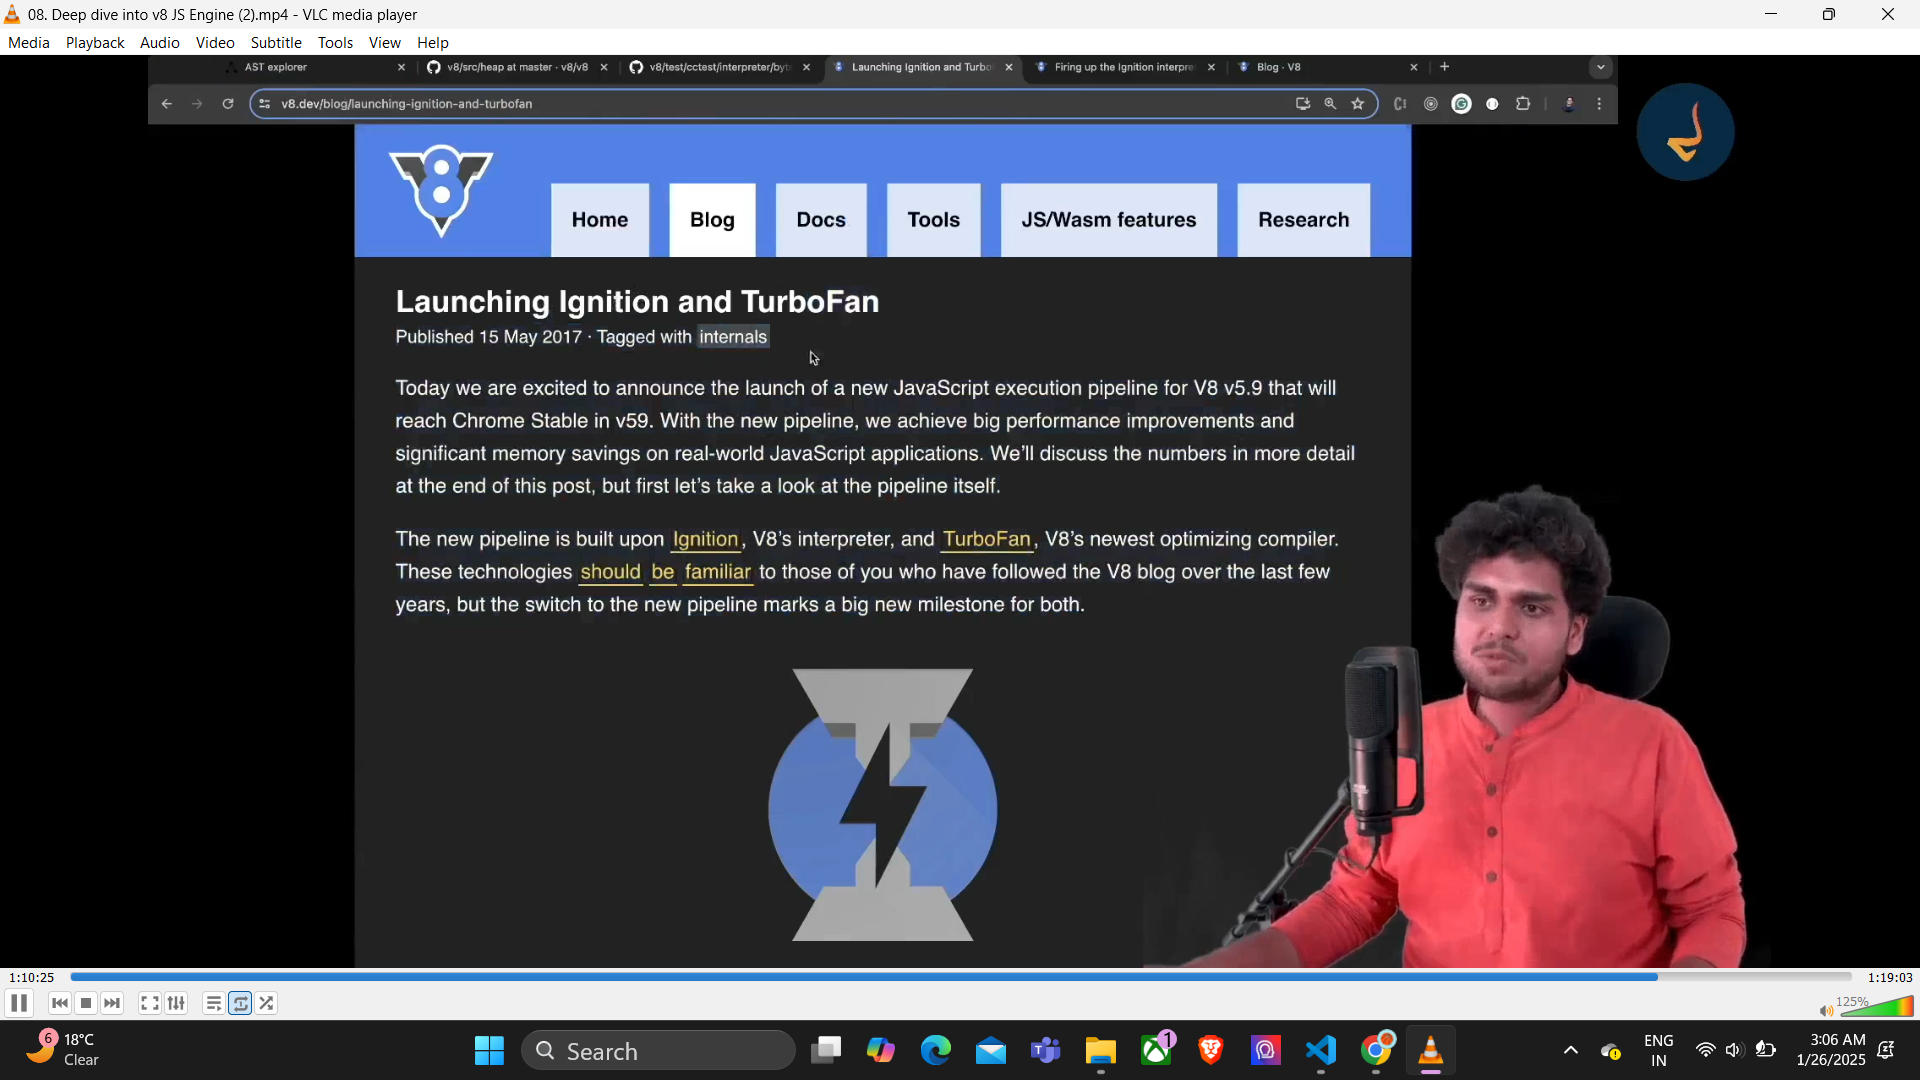 08. Deep dive into v8 JS Engine (2).mp4 - VLC media player
Media Playback Audio Video Subtitle Tools View Help
AST explorer
v8/src/heap at master · v8/v8
v8/test/cctest/interpreter/byt
Launching Ignition and Turbo
Firing up the Ignition interpre
Blog · V8
v8.dev/blog/launching-ignition-and-turbofan
Home Blog Docs Tools JS/Wasm features Research
Launching Ignition and TurboFan
Published 15 May 2017 · Tagged with internals
Today we are excited to announce the launch of a new JavaScript execution pipeline for V8 v5.9 that will
reach Chrome Stable in v59. With the new pipeline, we achieve big performance improvements and
significant memory savings on real-world JavaScript applications. We’ll discuss the numbers in more detail
at the end of this post, but first let’s take a look at the pipeline itself.
The new pipeline is built upon Ignition, V8’s interpreter, and TurboFan, V8’s newest optimizing compiler.
These technologies should be familiar to those of you who have followed the V8 blog over the last few
years, but the switch to the new pipeline marks a big new milestone for both.
1:10:25
1:19:03
125%
6
18°C
Clear
Search
1
ENG
IN
3:06 AM
1/26/2025